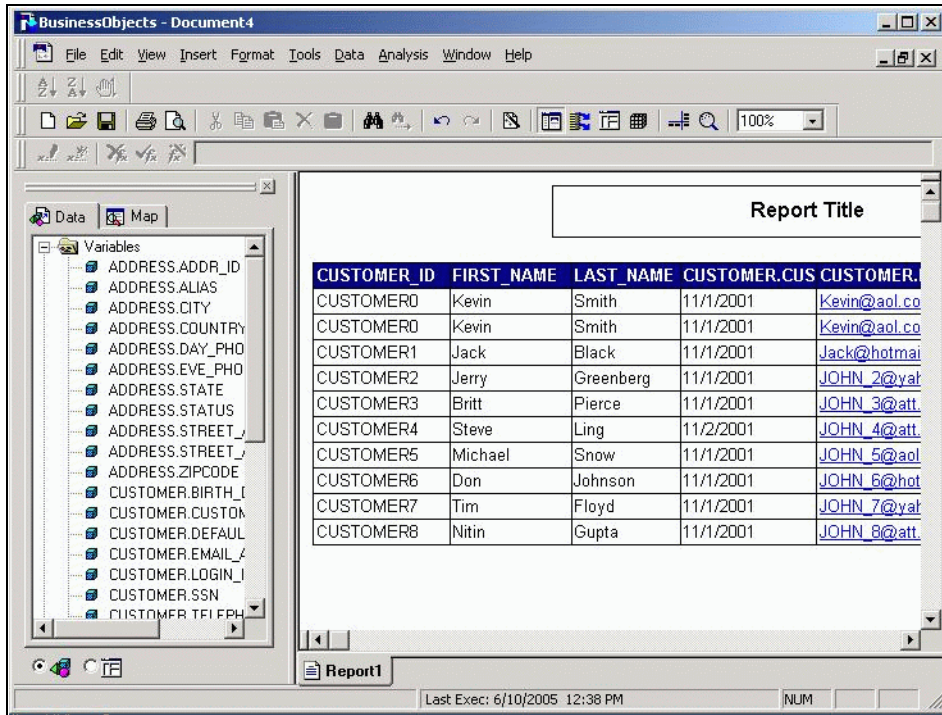 BusinessObjects - Document4
File Edit View Insert Format Tools Data Analysis Window Help
100%
Data Map
Variables
ADDRESS.ADDR_ID
ADDRESS.ALIAS
ADDRESS.CITY
ADDRESS.COUNTRY
ADDRESS.DAY_PHO
ADDRESS.EVE_PHO
ADDRESS.STATE
ADDRESS.STATUS
ADDRESS.STREET_
ADDRESS.STREET_
ADDRESS.ZIPCODE
CUSTOMER.BIRTH_
CUSTOMER.CUSTOM
CUSTOMER.DEFAUL
CUSTOMER.EMAIL_
CUSTOMER.LOGIN_
CUSTOMER.SSN
CUSTOMER.TELEPH
Report Title
CUSTOMER_ID FIRST_NAME LAST_NAME CUSTOMER.CUS CUSTOMER.
CUSTOMER0 Kevin Smith 11/1/2001 Kevin@aol.co
CUSTOMER0 Kevin Smith 11/1/2001 Kevin@aol.co
CUSTOMER1 Jack Black 11/1/2001 Jack@hotmai
CUSTOMER2 Jerry Greenberg 11/1/2001 JOHN_2@yah
CUSTOMER3 Britt Pierce 11/1/2001 JOHN_3@att.
CUSTOMER4 Steve Ling 11/2/2001 JOHN_4@att.
CUSTOMER5 Michael Snow 11/1/2001 JOHN_5@aol
CUSTOMER6 Don Johnson 11/1/2001 JOHN_6@hot
CUSTOMER7 Tim Floyd 11/1/2001 JOHN_7@yah
CUSTOMER8 Nitin Gupta 11/1/2001 JOHN_8@att.
Report1
Last Exec: 6/10/2005 12:38 PM NUM